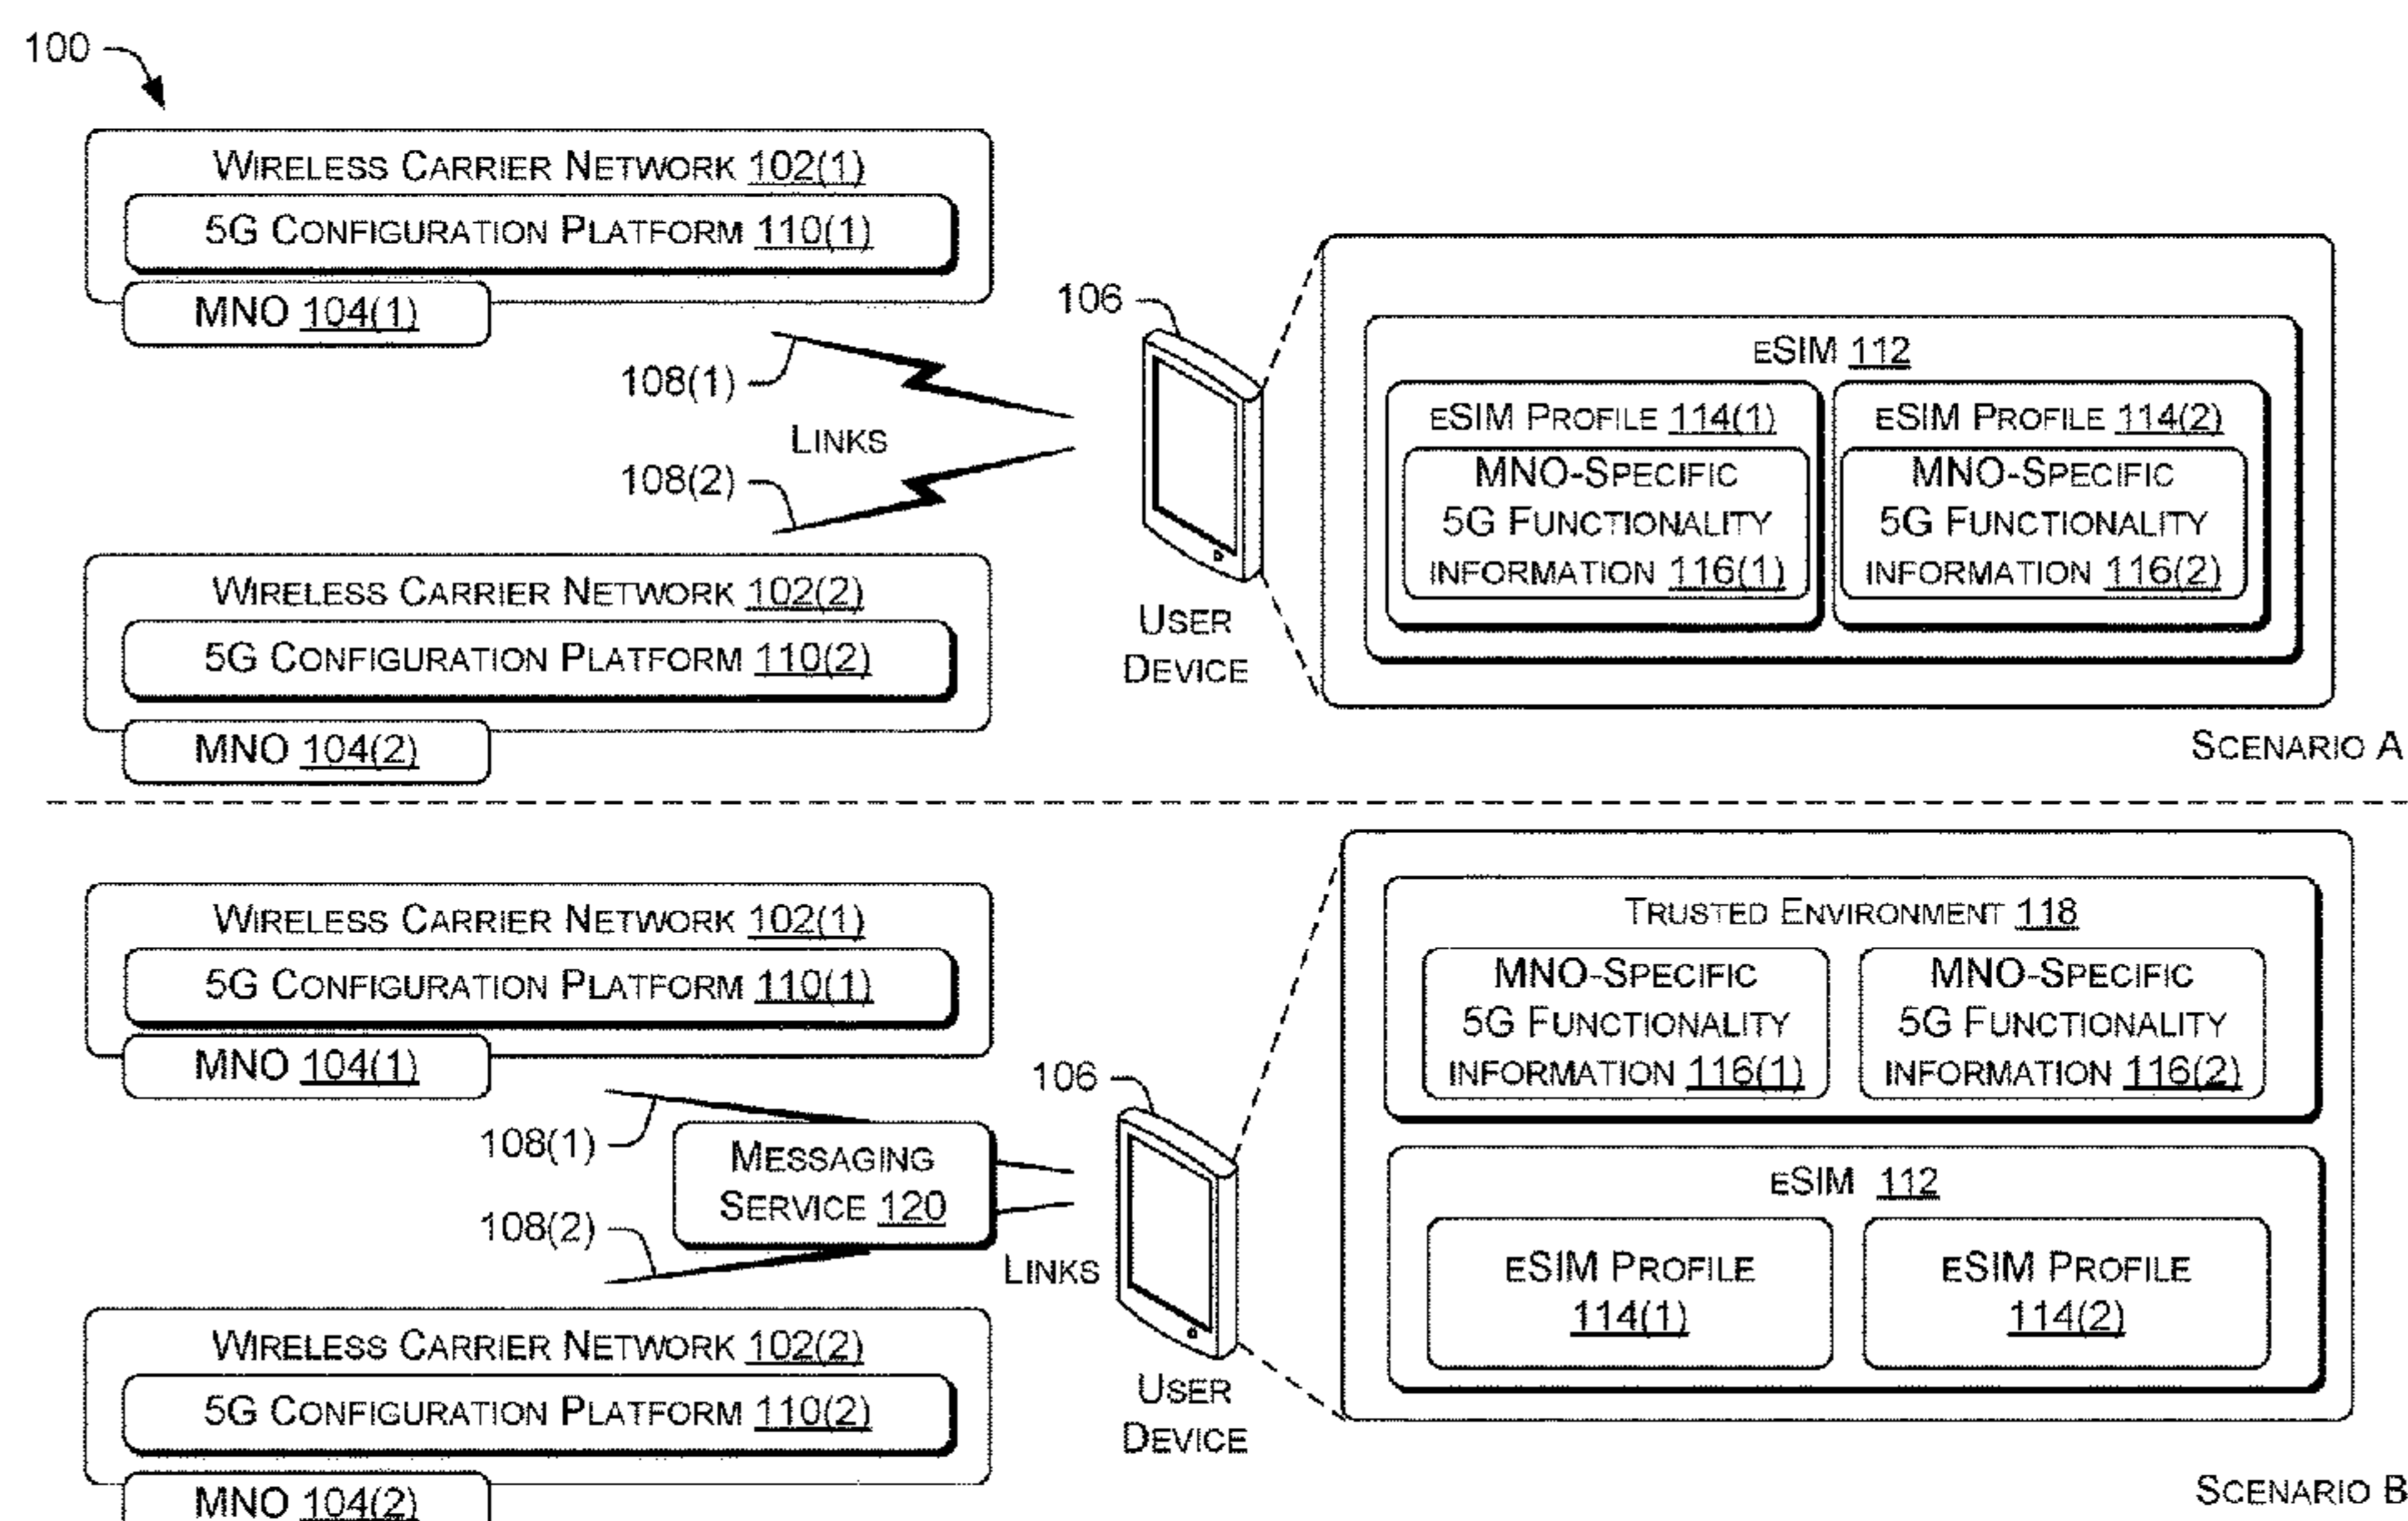 100
WIRELESS CARRIER NETWORK 102(1)
5G CONFIGURATION PLATFORM 110(1)
MNO 104(1)
108(1)
LINKS
108(2)
WIRELESS CARRIER NETWORK 102(2)
5G CONFIGURATION PLATFORM 110(2)
MNO 104(2)
106
USER
DEVICE
eSIM 112
eSIM PROFILE 114(1)
MNO-SPECIFIC
5G FUNCTIONALITY
INFORMATION 116(1)
eSIM PROFILE 114(2)
MNO-SPECIFIC
5G FUNCTIONALITY
INFORMATION 116(2)
SCENARIO A
WIRELESS CARRIER NETWORK 102(1)
5G CONFIGURATION PLATFORM 110(1)
MNO 104(1)
108(1)
MESSAGING
SERVICE 120
108(2)
LINKS
WIRELESS CARRIER NETWORK 102(2)
5G CONFIGURATION PLATFORM 110(2)
MNO 104(2)
106
USER
DEVICE
TRUSTED ENVIRONMENT 118
MNO-SPECIFIC
5G FUNCTIONALITY
INFORMATION 116(1)
MNO-SPECIFIC
5G FUNCTIONALITY
INFORMATION 116(2)
eSIM 112
eSIM PROFILE
114(1)
eSIM PROFILE
114(2)
SCENARIO B